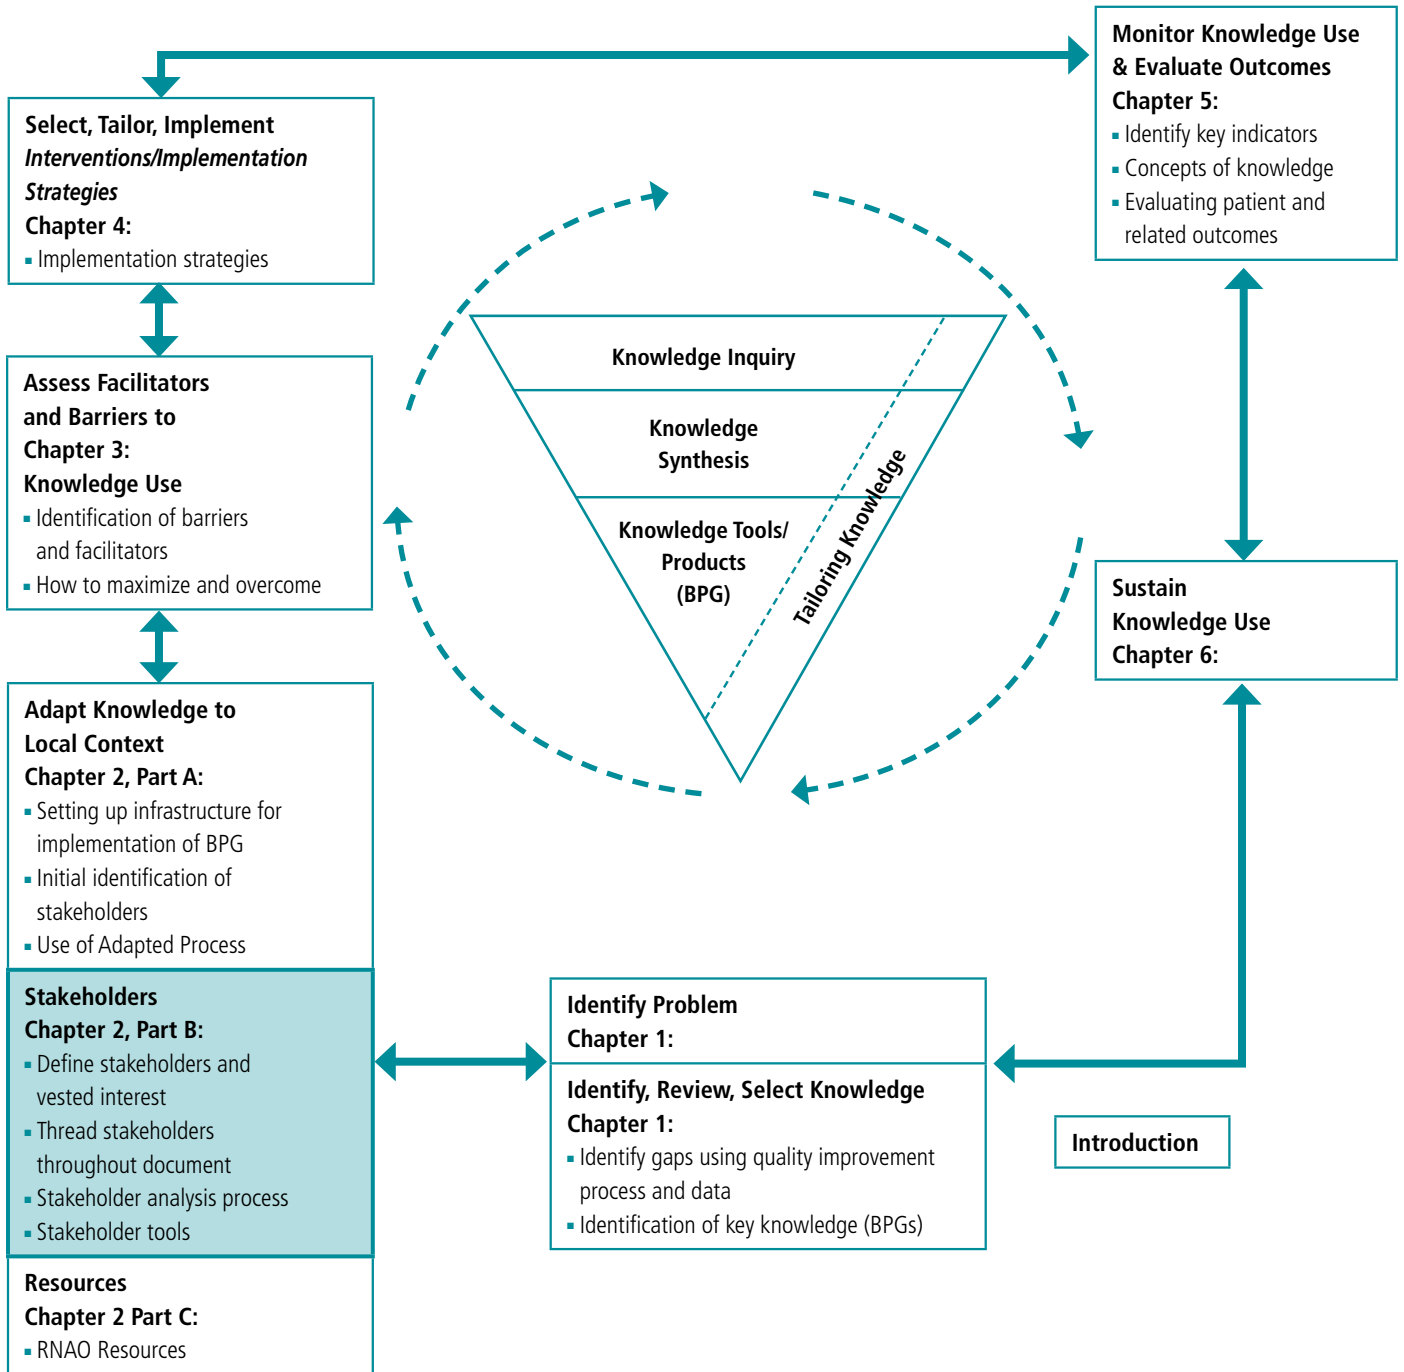 Select, Tailor, Implement
Interventions/Implementation
Strategies
Chapter 4:
▪ Implementation strategies
Assess Facilitators
and Barriers to
Chapter 3:
Knowledge Use
▪ Identification of barriers
and facilitators
▪ How to maximize and overcome
Adapt Knowledge to
Local Context
Chapter 2, Part A:
▪ Setting up infrastructure for
implementation of BPG
▪ Initial identification of
stakeholders
▪ Use of Adapted Process
Stakeholders
Chapter 2, Part B:
▪ Define stakeholders and
vested interest
▪ Thread stakeholders
throughout document
▪ Stakeholder analysis process
▪ Stakeholder tools
Resources
Chapter 2 Part C:
▪ RNAO Resources
Knowledge Inquiry
Knowledge
Synthesis
Knowledge Tools/
Products
(BPG)
Tailoring Knowledge
Identify Problem
Chapter 1:
Identify, Review, Select Knowledge
Chapter 1:
▪ Identify gaps using quality improvement
process and data
▪ Identification of key knowledge (BPGs)
Monitor Knowledge Use
& Evaluate Outcomes
Chapter 5:
▪ Identify key indicators
▪ Concepts of knowledge
▪ Evaluating patient and
related outcomes
Sustain
Knowledge Use
Chapter 6:
Introduction